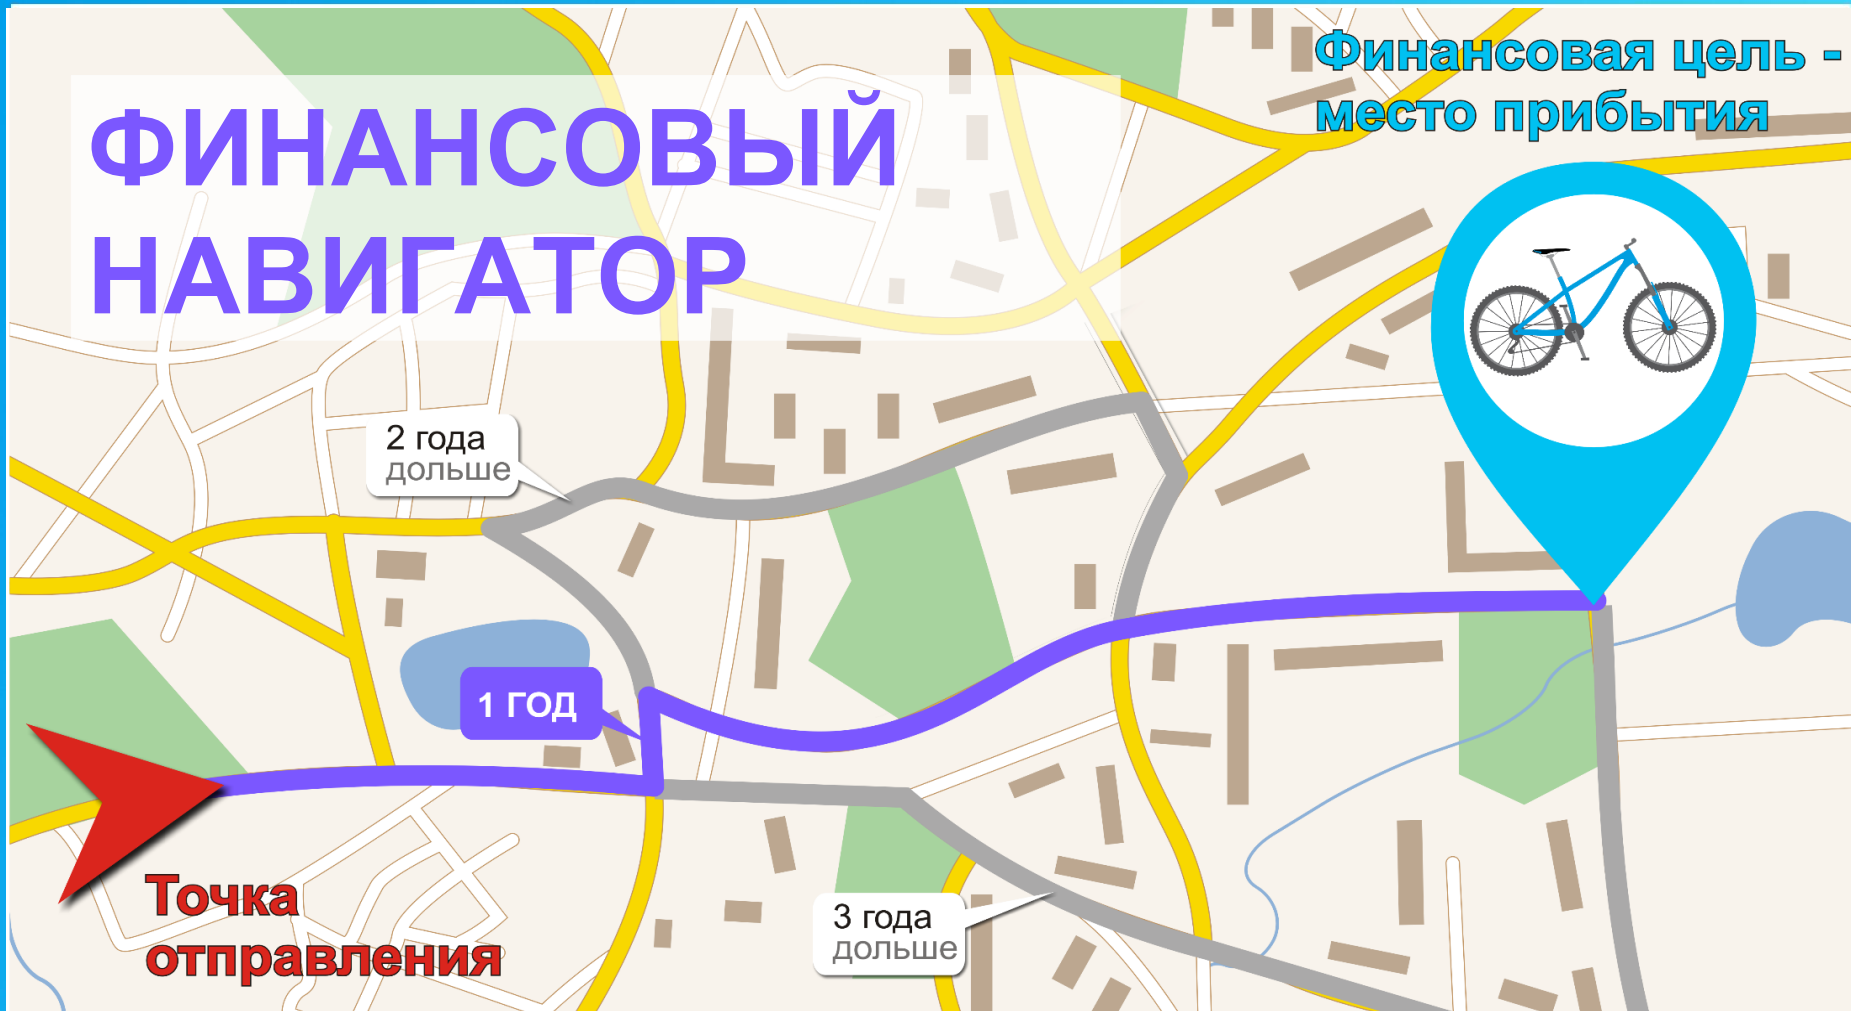 ФИНАНСОВЫЙ
НАВИГАТОР
Финансовая цель -
место прибытия
2 года
дольше
1 ГОД
3 года
дольше
Точка
отправления